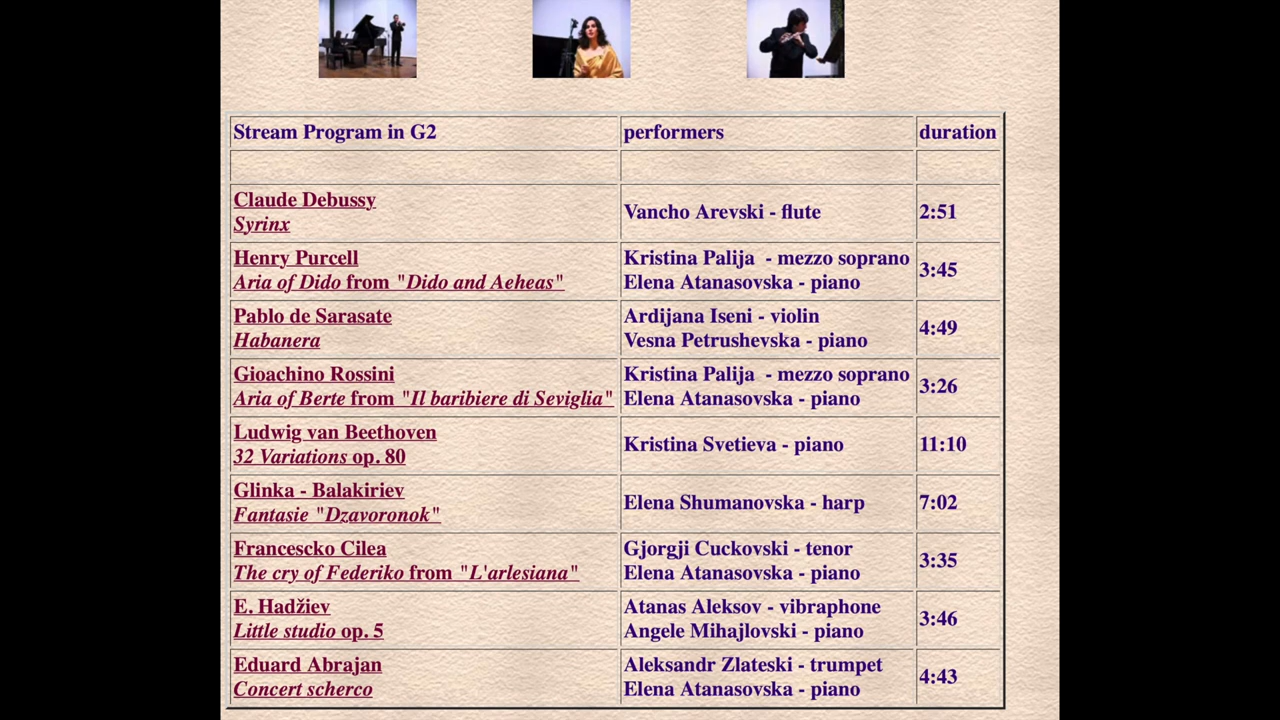 Stream Program in G2 performers duration
Claude Debussy
Syrinx
Vancho Arevski - flute
2:51
Henry Purcell
Aria of Dido from "Dido and Aeheas"
Kristina Palija - mezzo soprano
Elena Atanasovska - piano
3:45
Pablo de Sarasate
Habanera
Ardijana Iseni - violin
Vesna Petrushevska - piano
4:49
Gioachino Rossini
Aria of Berte from "Il baribiere di Seviglia"
Kristina Palija - mezzo soprano
Elena Atanasovska - piano
3:26
Ludwig van Beethoven
32 Variations op. 80
Kristina Svetieva - piano
11:10
Glinka - Balakiriev
Fantasie "Dzavoronok"
Elena Shumanovska - harp
7:02
Francescko Cilea
The cry of Federiko from "L'arlesiana"
Gjorgji Cuckovski - tenor
Elena Atanasovska - piano
3:35
E. Hadžiev
Little studio op. 5
Atanas Aleksov - vibraphone
Angele Mihajlovski - piano
3:46
Eduard Abrajan
Concert scherco
Aleksandr Zlateski - trumpet
Elena Atanasovska - piano
4:43